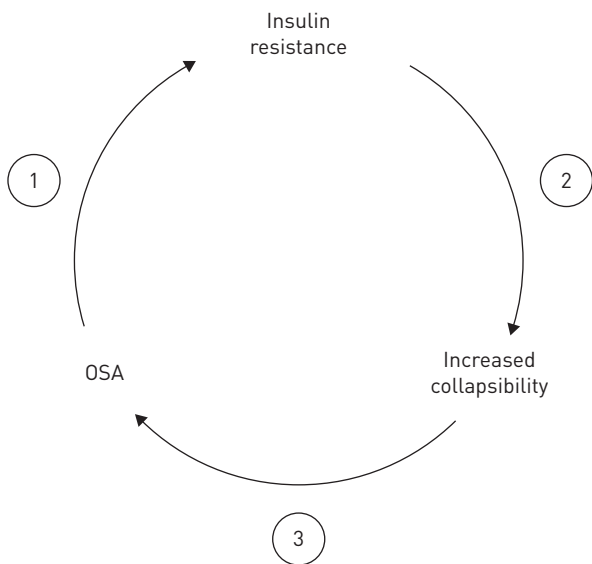 Insulin
resistance
1
2
OSA
Increased
collapsibility
3